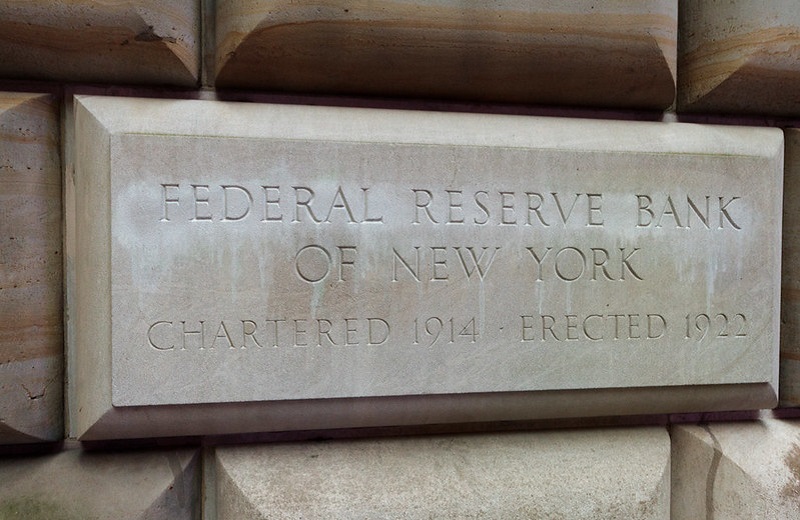 FEDERAL RESERVE BANK
OF NEW YORK
CHARTERED 1914 · ERECTED 1922